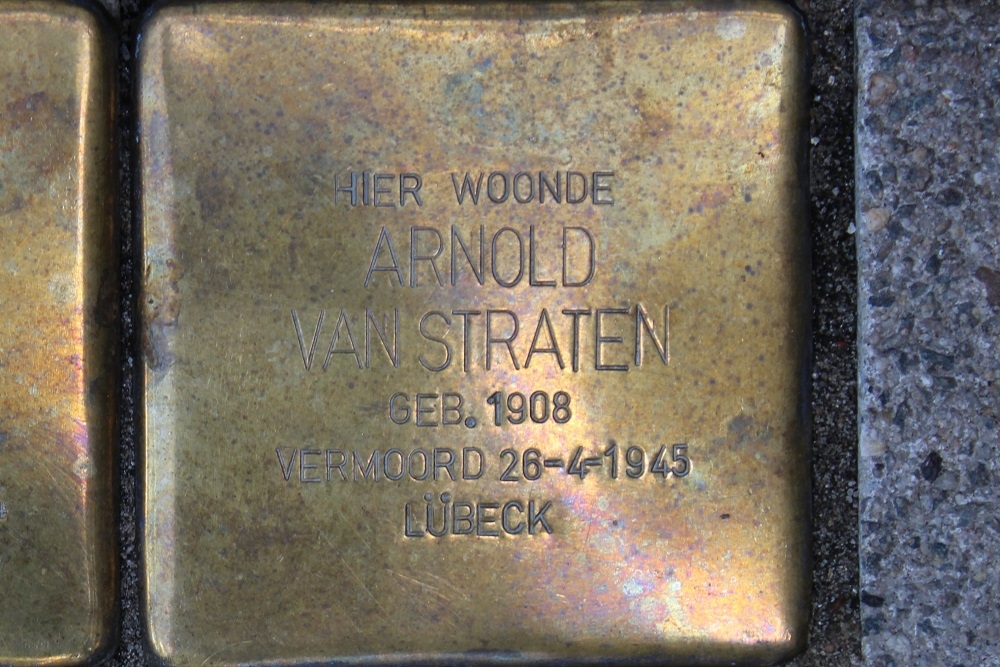 HIER WOONDE
ARNOLD
VAN STRATEN
GEB. 1908
VERMOORD 26-4-1945
LÜBECK